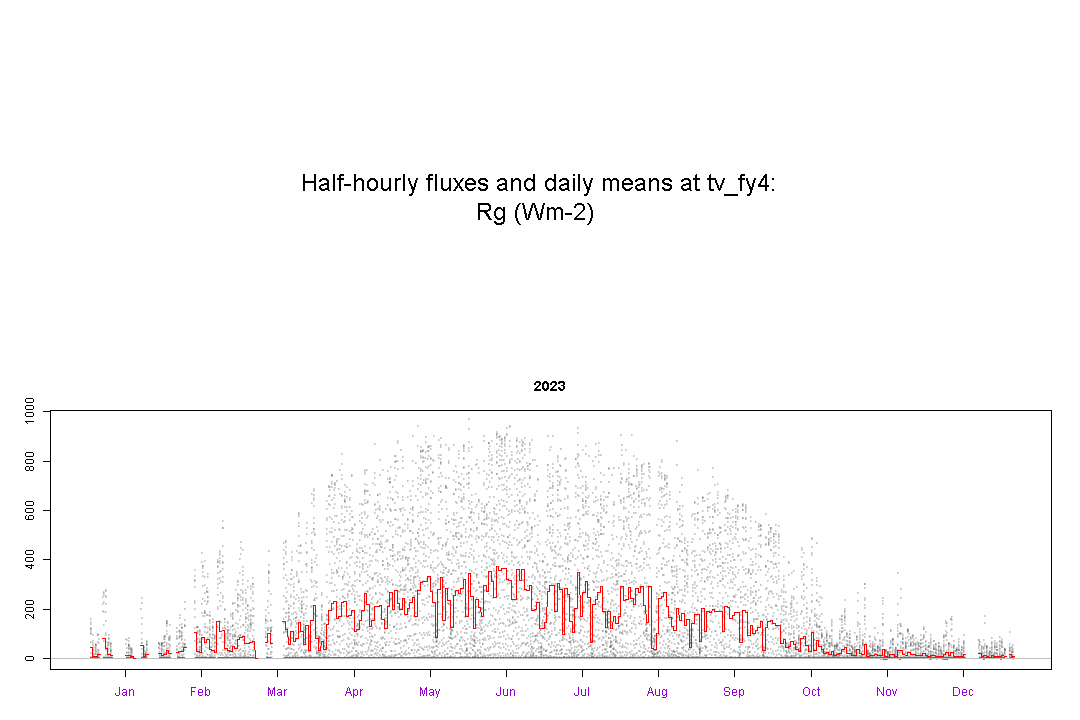 Half-hourly fluxes and daily means at tv_fy4:
Rg (Wm-2)
2023
1000
800
600
400
200
0
Jan Feb Mar Apr May Jun Jul Aug Sep Oct Nov Dec